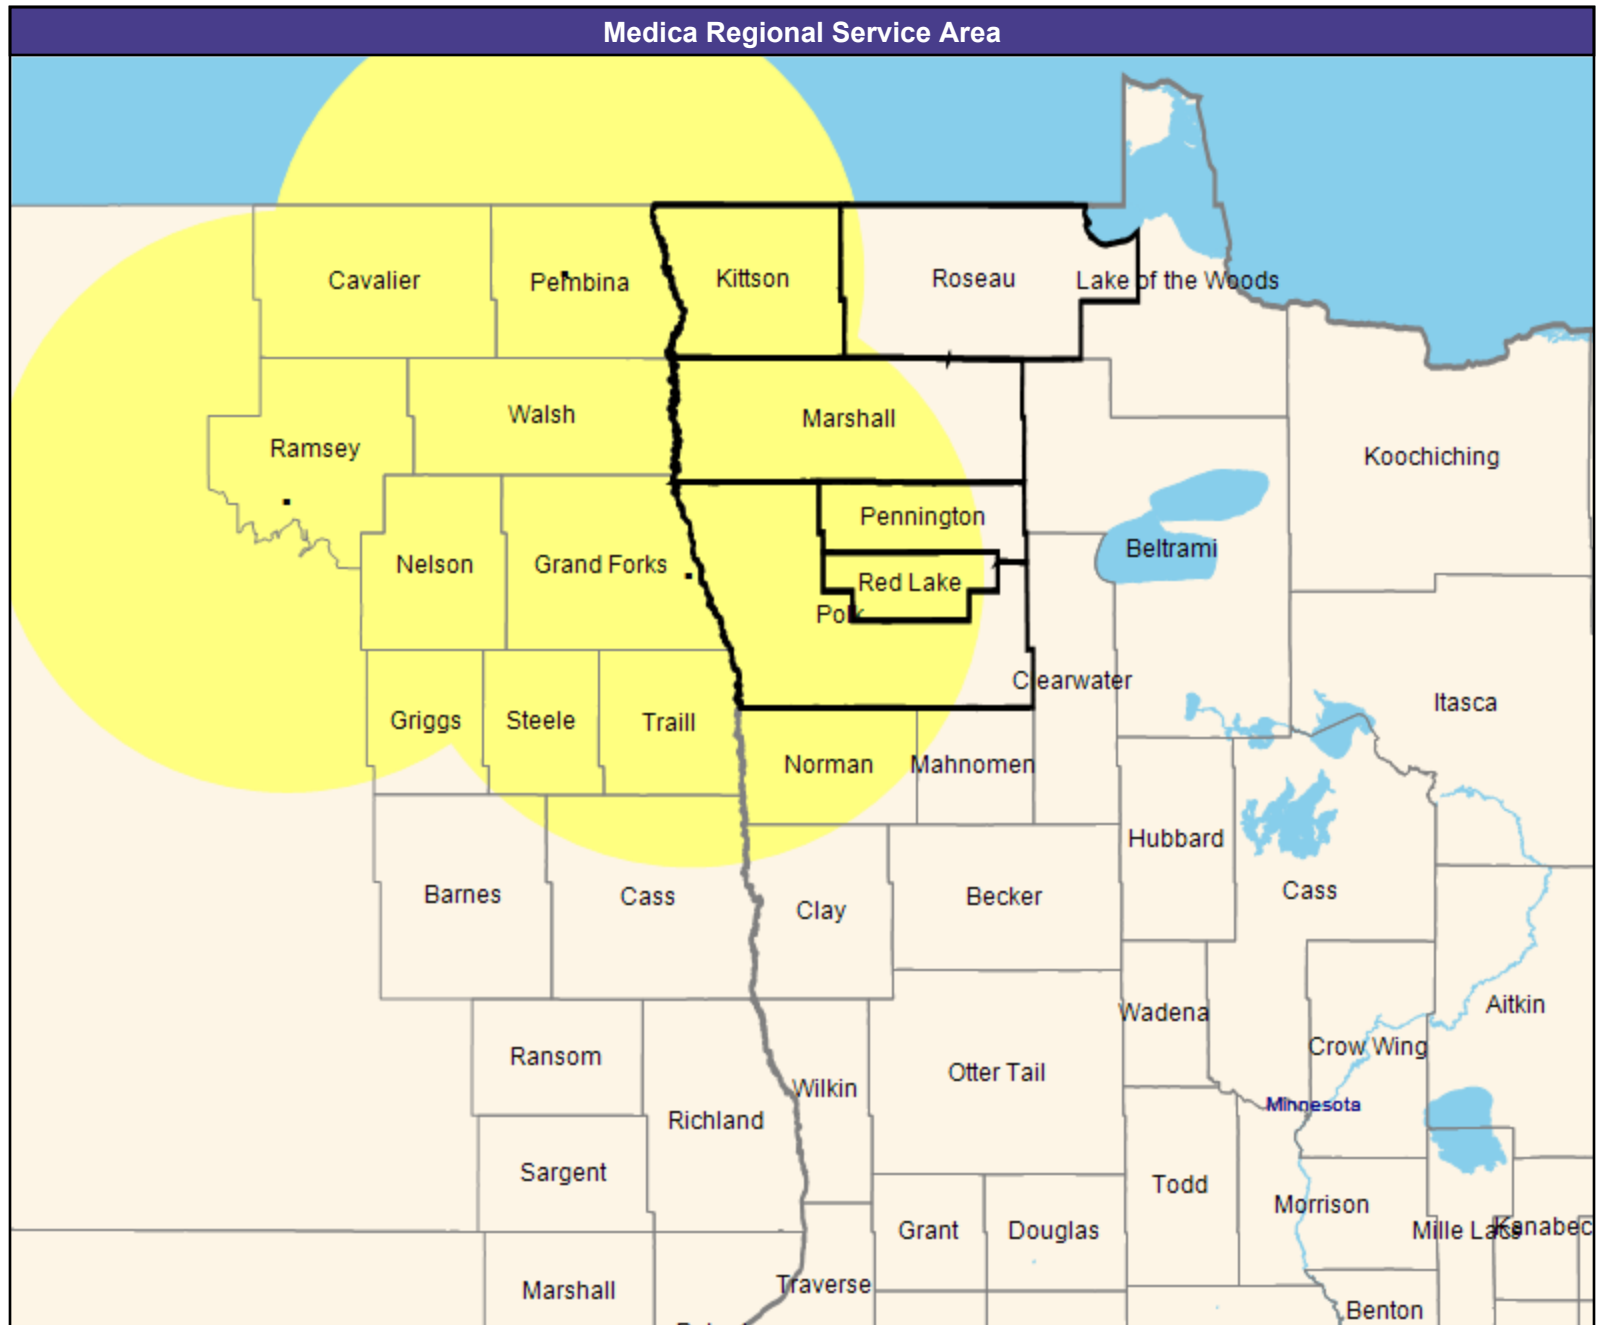 Medica Regional Service Area
Cavalier
Pembina
Kittson
Roseau
Lake of the Woods
Walsh
Marshall
Ramsey
Koochiching
Pennington
Beltrami
Nelson
Grand Forks
Red Lake
Polk
Clearwater
Griggs
Steele
Traill
Itasca
Norman
Mahnomen
Hubbard
Barnes
Cass
Clay
Becker
Cass
Wadena
Aitkin
Ransom
Otter Tail
Crow Wing
Wilkin
Minnesota
Richland
Sargent
Todd
Morrison
Grant
Douglas
Mille Lacs
Kanabec
Marshall
Traverse
Benton